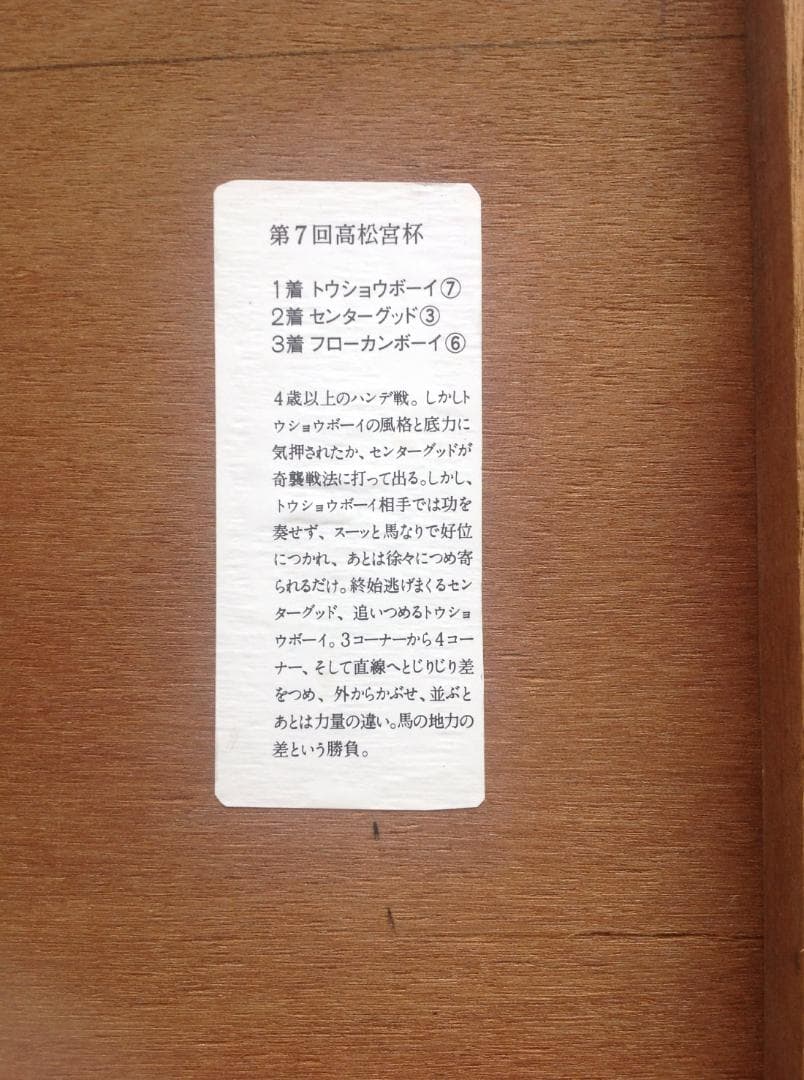 第7回高松宮杯
1着 トウショウボーイ⑦
2着 センターグッド③
3着 フローカンボーイ⑥
4歳以上のハンデ戦。しかしト
ウショウボーイの風格と底力に
気押されたか、センターグッドが
奇襲戦法に打って出る。しかし、
トウショウボーイ相手では功を
奏せず、スーッと馬なりで好位
につかれ、あとは徐々につめ寄
られるだけ。終始逃げまくるセン
ターグッド、追いつめるトウショ
ウボーイ。3コーナーから4コー
ナー、そして直線へとじりじり差
をつめ、外からかぶせ、並ぶと
あとは力量の違い。馬の地力の
差という勝負。